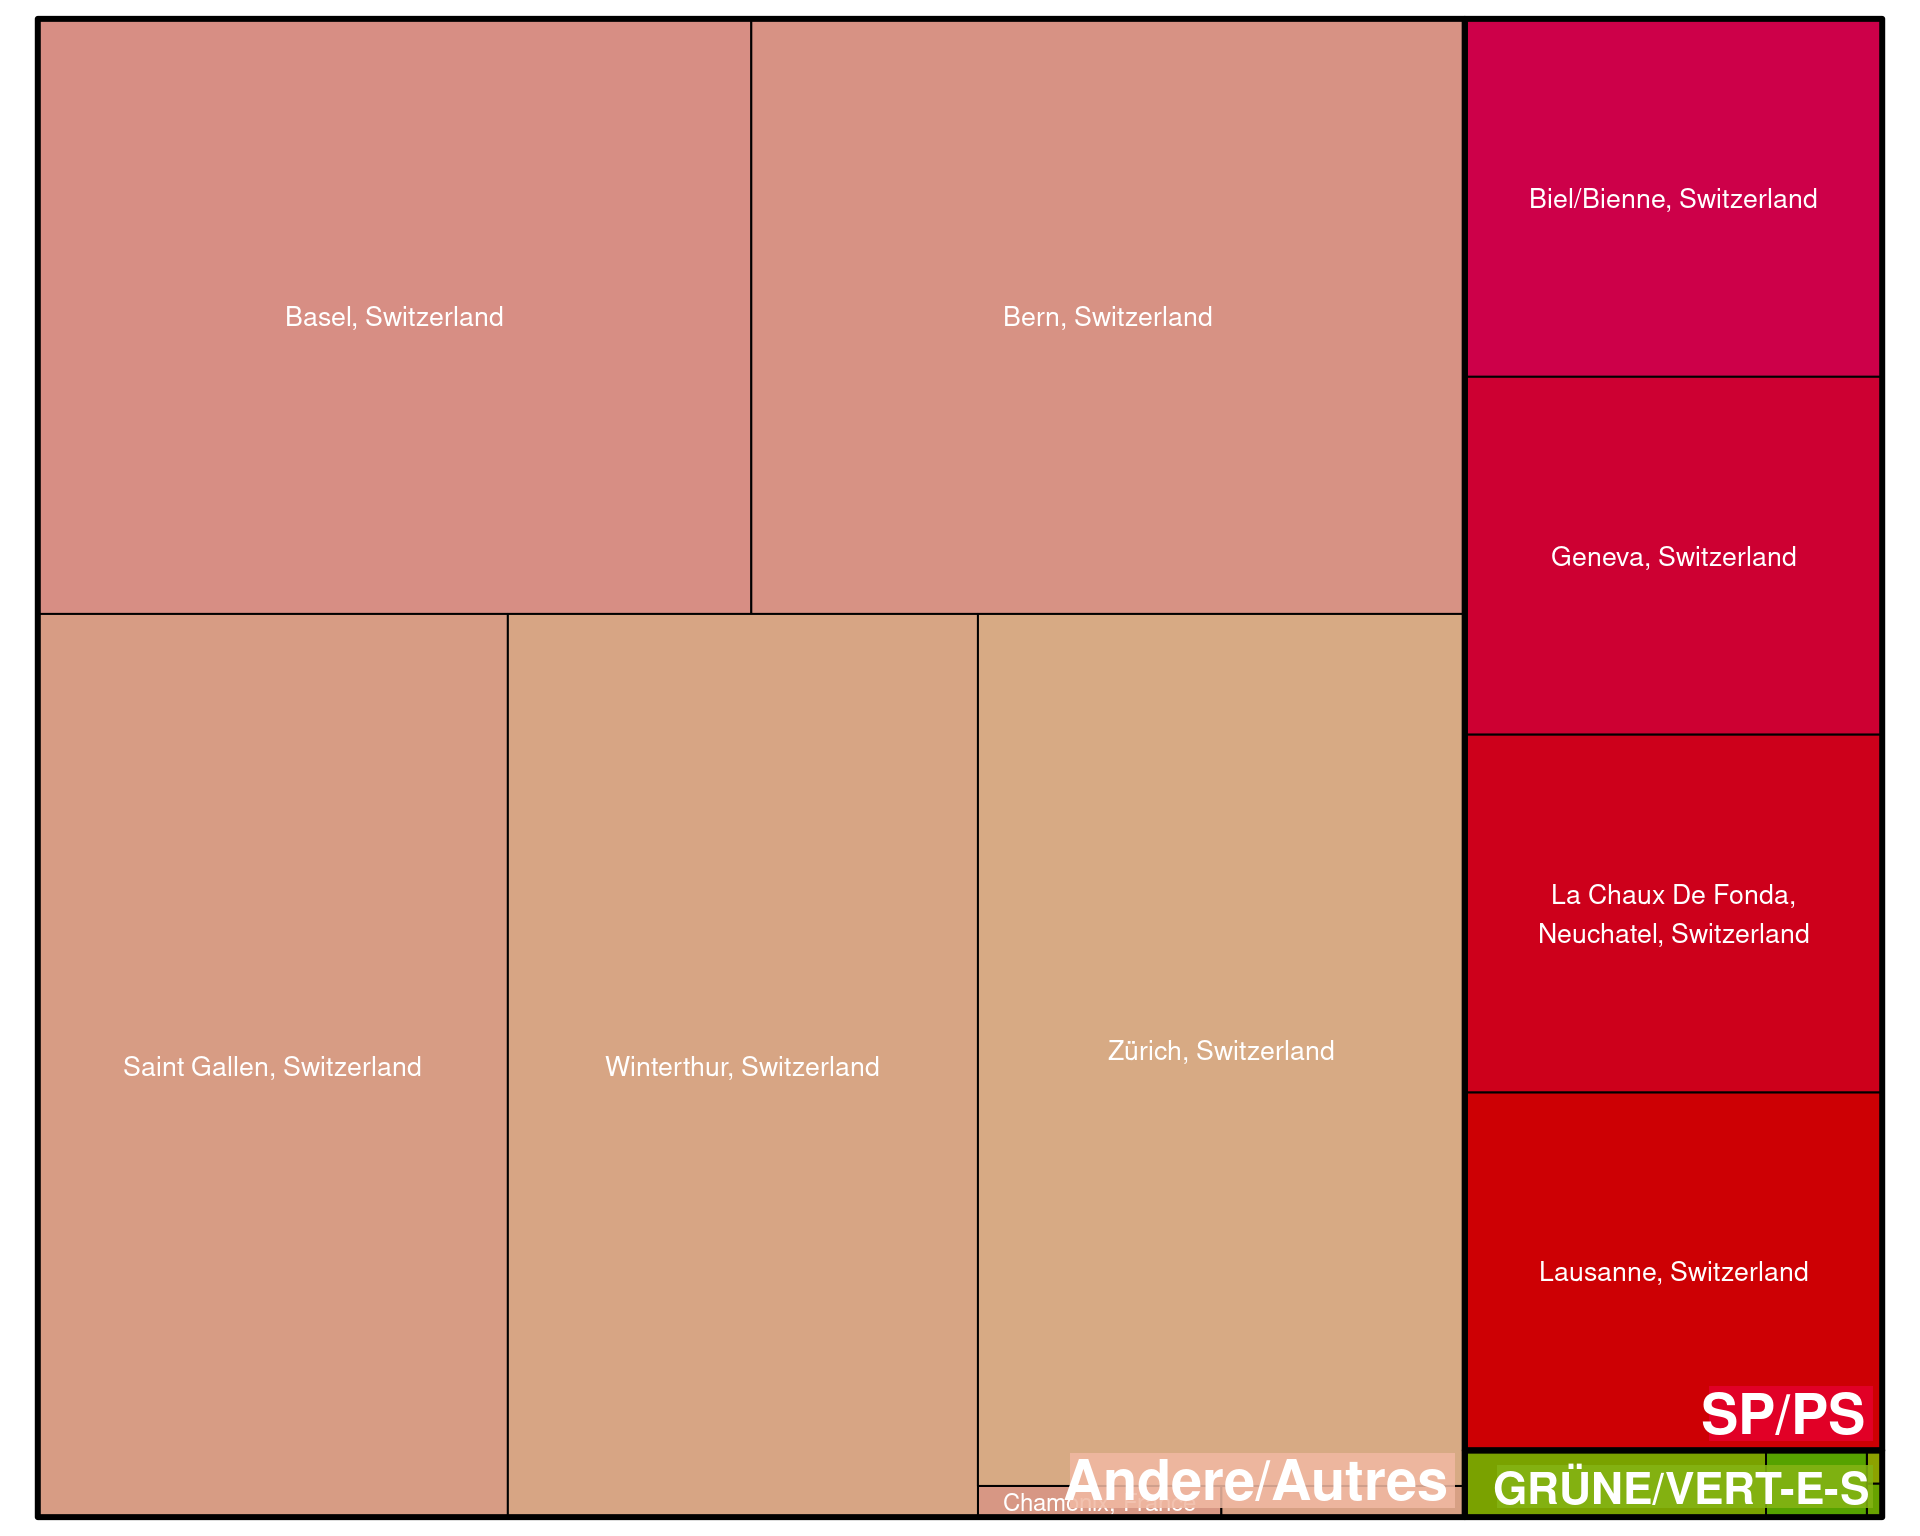 Basel, Switzerland
Bern, Switzerland
Biel/Bienne, Switzerland
Geneva, Switzerland
La Chaux De Fonda,
Neuchatel, Switzerland
Saint Gallen, Switzerland
Winterthur, Switzerland
Zürich, Switzerland
Lausanne, Switzerland
SP/PS
Andere/Autres
GRÜNE/VERT-E-S
Chamonix, France